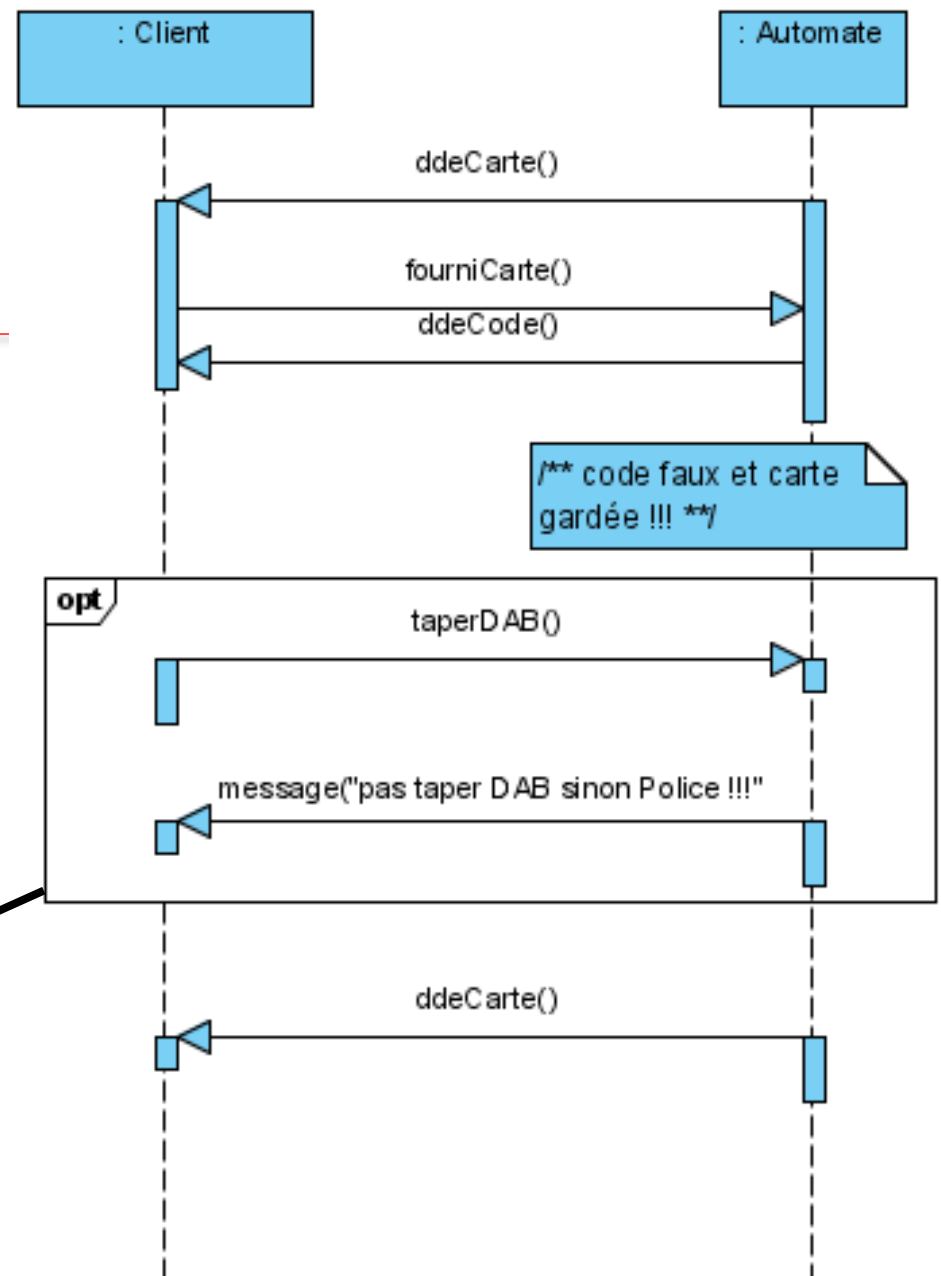 : Client
: Automate
ddeCarte()
fourniCarte()
ddeCode()
/** code faux et carte
gardée !!! **/
opt
taperDAB()
message("pas taper DAB sinon Police !!!"
ddeCarte()